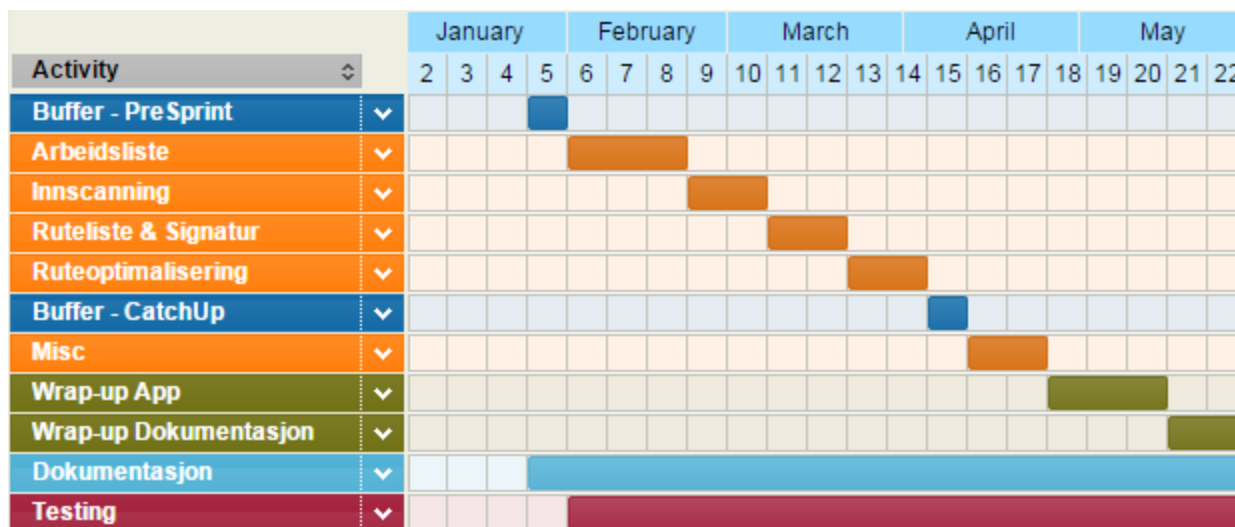 January February March April May
Activity 2 3 4 5 6 7 8 9 10 11 12 13 14 15 16 17 18 19 20 21 22
Buffer - PreSprint
Arbeidsliste
Innscanning
Ruteliste & Signatur
Ruteoptimalisering
Buffer - CatchUp
Misc
Wrap-up App
Wrap-up Dokumentasjon
Dokumentasjon
Testing